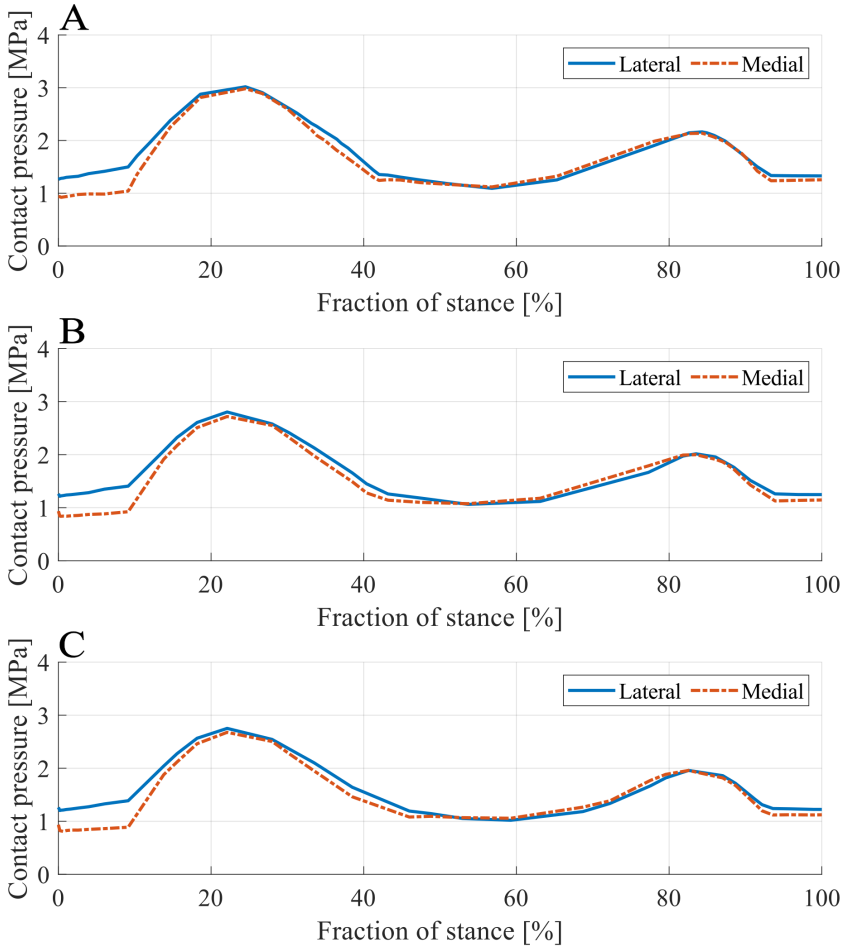 A
Contact pressure [MPa]
4
3
2
1
0
Lateral Medial
0 20 40 60 80 100
Fraction of stance [%]
B
Contact pressure [MPa]
4
3
2
1
0
Lateral Medial
0 20 40 60 80 100
Fraction of stance [%]
C
Contact pressure [MPa]
4
3
2
1
0
Lateral Medial
0 20 40 60 80 100
Fraction of stance [%]